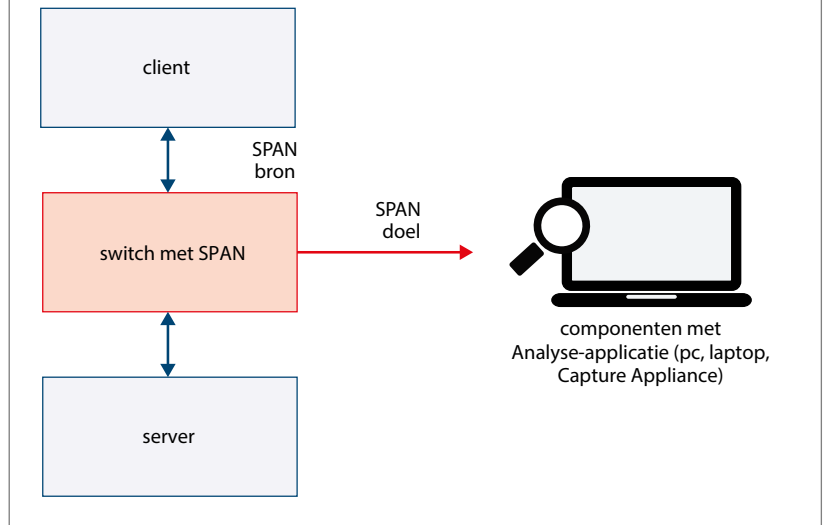 client
SPAN
bron
SPAN
doel
switch met SPAN
componenten met
Analyse-applicatie (pc, laptop,
Capture Appliance)
server